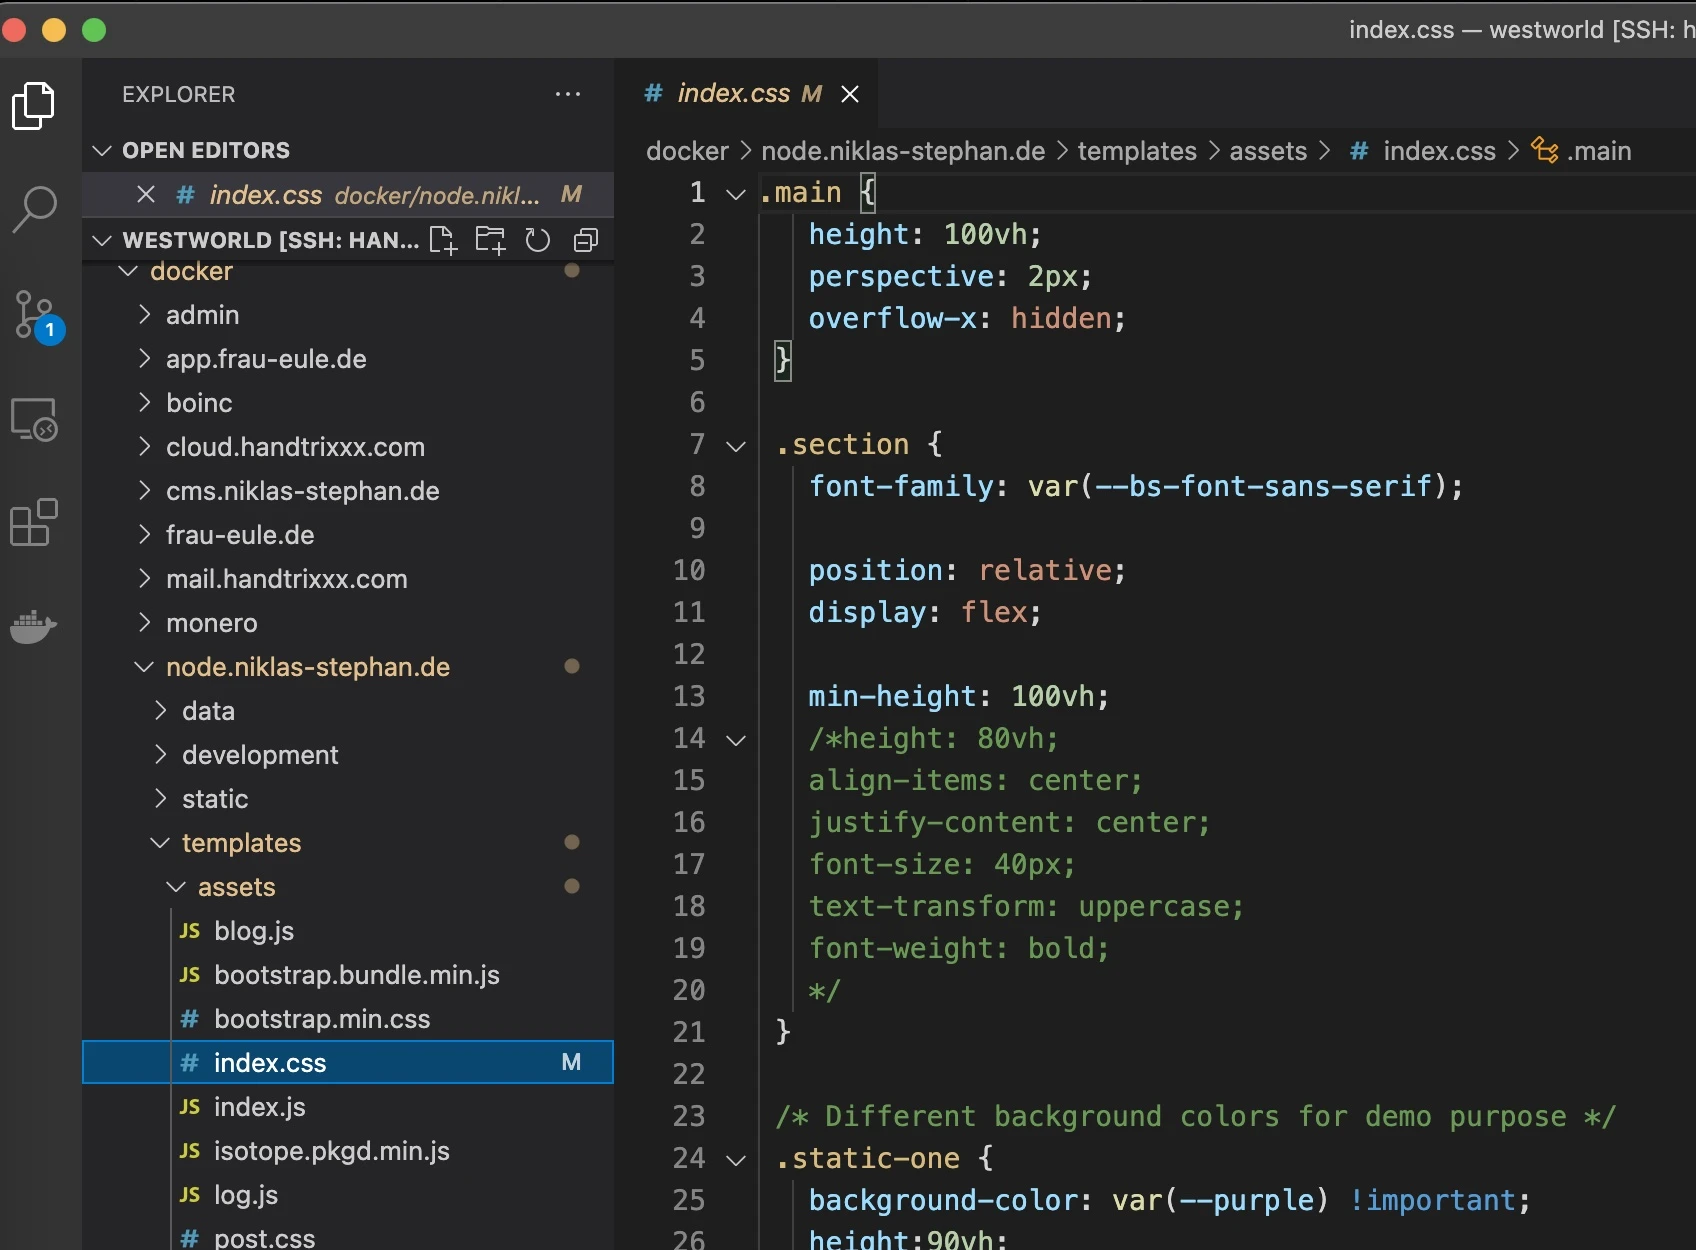 index.css — westworld [SSH: h
EXPLORER
OPEN EDITORS
index.css docker/node.nikl... M
WESTWORLD [SSH: HAN...
docker
admin
app.frau-eule.de
boinc
cloud.handtrixxx.com
cms.niklas-stephan.de
frau-eule.de
mail.handtrixxx.com
monero
node.niklas-stephan.de
data
development
static
templates
assets
JS blog.js
JS bootstrap.bundle.min.js
# bootstrap.min.css
# index.css M
JS index.js
JS isotope.pkgd.min.js
JS log.js
# post.css
1
# index.css M
docker > node.niklas-stephan.de > templates > assets > # index.css > .main
1 .main {
2 height: 100vh;
3 perspective: 2px;
4 overflow-x: hidden;
5 }
6
7 .section {
8 font-family: var(--bs-font-sans-serif);
9
10 position: relative;
11 display: flex;
12
13 min-height: 100vh;
14 /*height: 80vh;
15 align-items: center;
16 justify-content: center;
17 font-size: 40px;
18 text-transform: uppercase;
19 font-weight: bold;
20 */
21 }
22
23 /* Different background colors for demo purpose */
24 .static-one {
25 background-color: var(--purple) !important;
26 height:90vh;